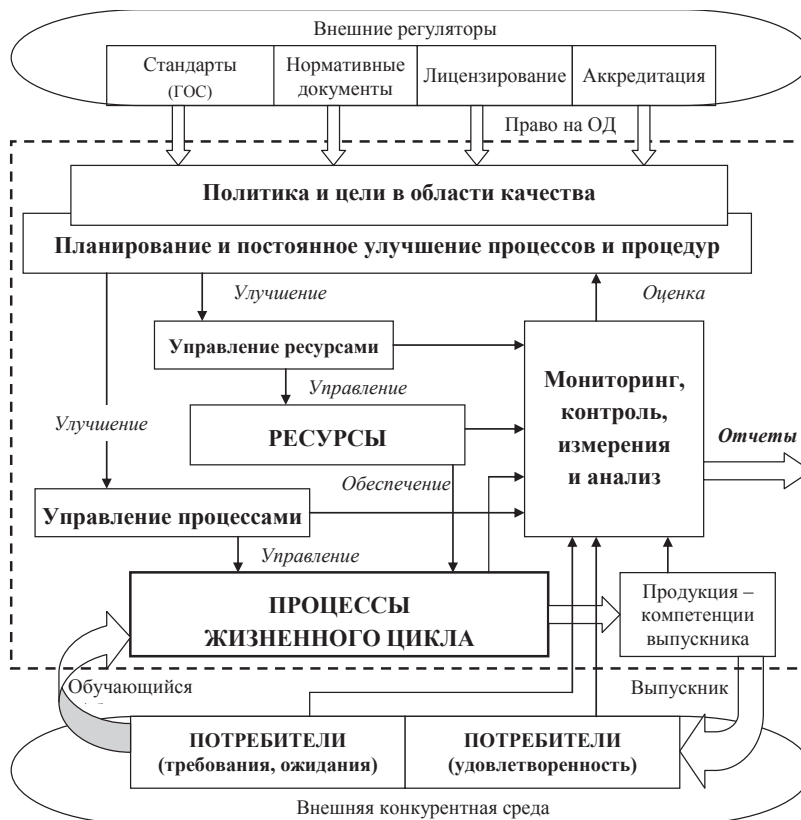 Внешние регуляторы
Стандарты
(ГОС)
Нормативные
документы
Лицензирование
Аккредитация
Право на ОД
Политика и цели в области качества
Планирование и постоянное улучшение процессов и процедур
Улучшение
Оценка
Управление ресурсами
Управление
Мониторинг,
контроль,
измерения
и анализ
Улучшение
РЕСУРСЫ
Отчеты
Обеспечение
Управление процессами
Управление
ПРОЦЕССЫ
ЖИЗНЕННОГО ЦИКЛА
Продукция –
компетенции
выпускника
Обучающийся
Выпускник
ПОТРЕБИТЕЛИ
(требования, ожидания)
ПОТРЕБИТЕЛИ
(удовлетворенность)
Внешняя конкурентная среда